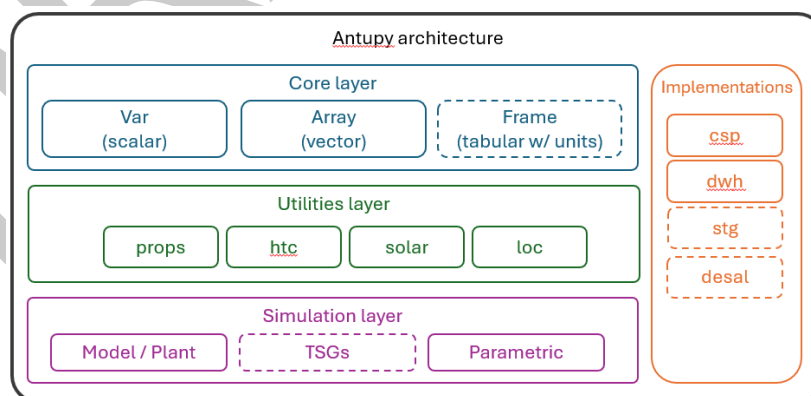 Antupy architecture
Core layer
Var
(scalar)
Array
(vector)
Frame
(tabular w/ units)
Utilities layer
props
htc
solar
loc
Simulation layer
Model / Plant
TSGs
Parametric
Implementations
csp
dwh
stg
desal